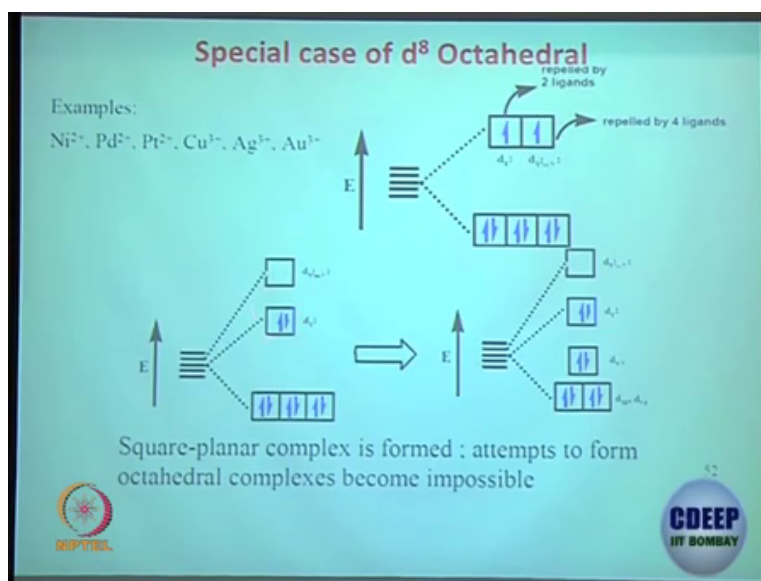 Special case of d⁸ Octahedral
repelled by
2 ligands
Examples:
Ni²⁺, Pd²⁺, Pt²⁺, Cu³⁺, Ag³⁺, Au³⁺
repelled by 4 ligands
E
E
E
Square-planar complex is formed ; attempts to form
octahedral complexes become impossible
52
NPTEL
CDEEP
IIT BOMBAY